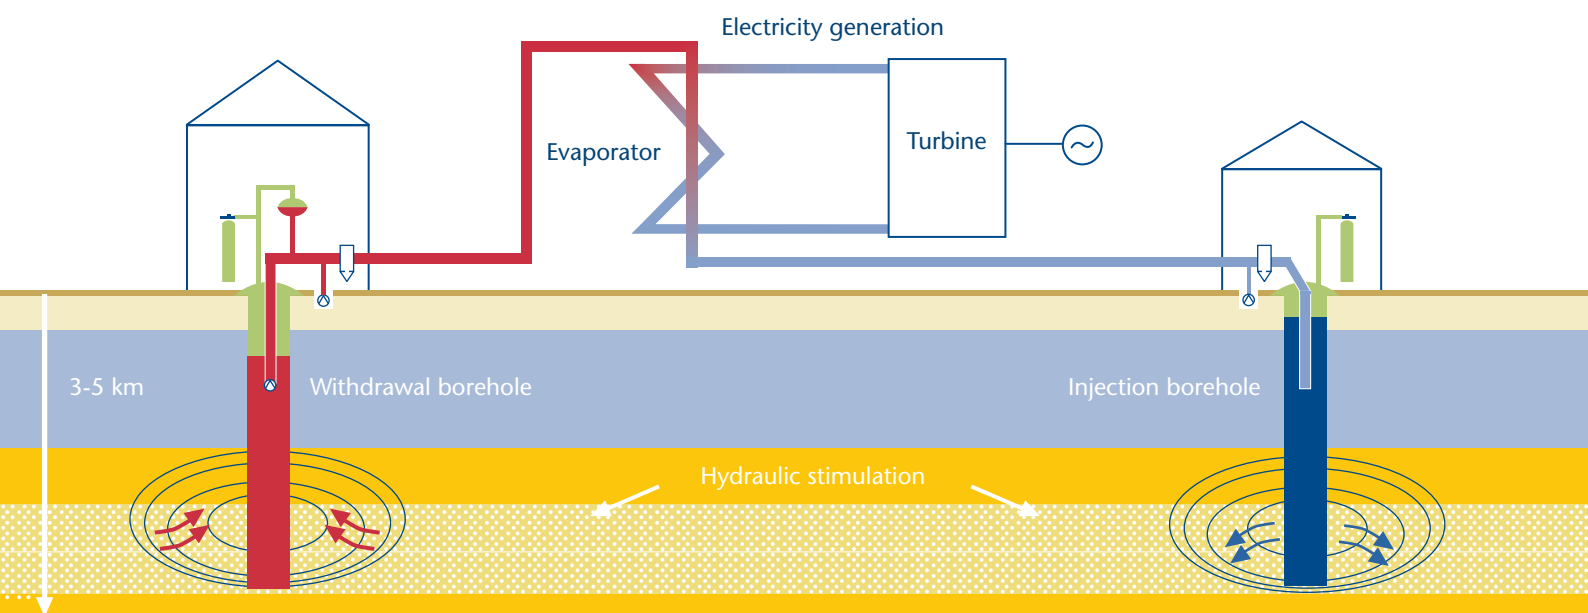 Electricity generation
Evaporator
Turbine
3-5 km
Withdrawal borehole
Injection borehole
Hydraulic stimulation